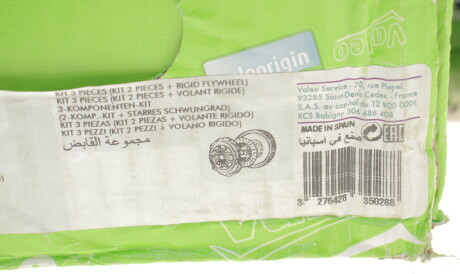 Valeo
origin
KIT 3 PIECES (KIT 2 PIECES + RIGID FLYWHEEL)
KIT 3 PIECES (KIT 2 PIECES + VOLANT RIGIDE)
3-KOMPONENTEN-KIT
(2-KOMP.-KIT + STARRES SCHWUNGRAD)
KIT 3 PIEZAS (KIT 2 PIEZAS + VOLANTE RIGIDO)
KIT 3 PEZZI (KIT 2 PEZZI + VOLANO RIGIDO)
مجموعة القابض
Valeo Service - 70, rue Pleyel
93285 Saint-Denis Cedex - France
S.A.S. au capital de 12 900 000€
RCS Bobigny 306 486 408
MADE IN SPAIN
صنع في اسبانيا
EAC
3 276428 350288